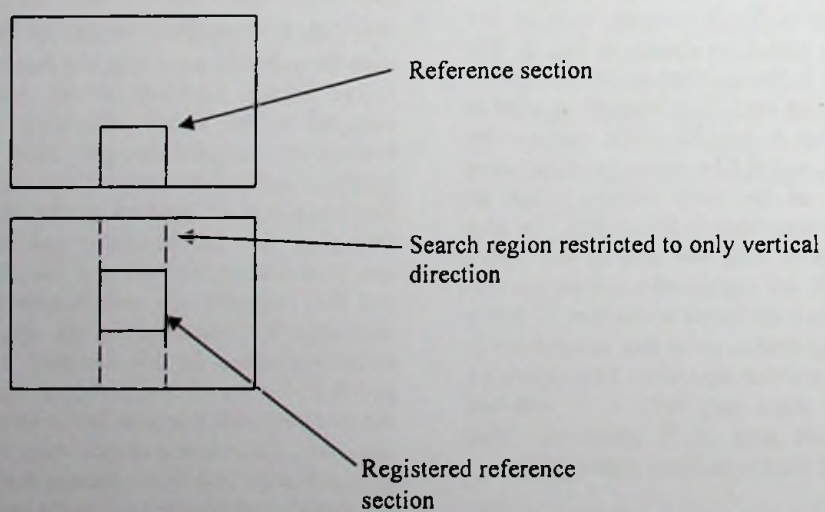 Reference section
Search region restricted to only vertical
direction
Registered reference
section